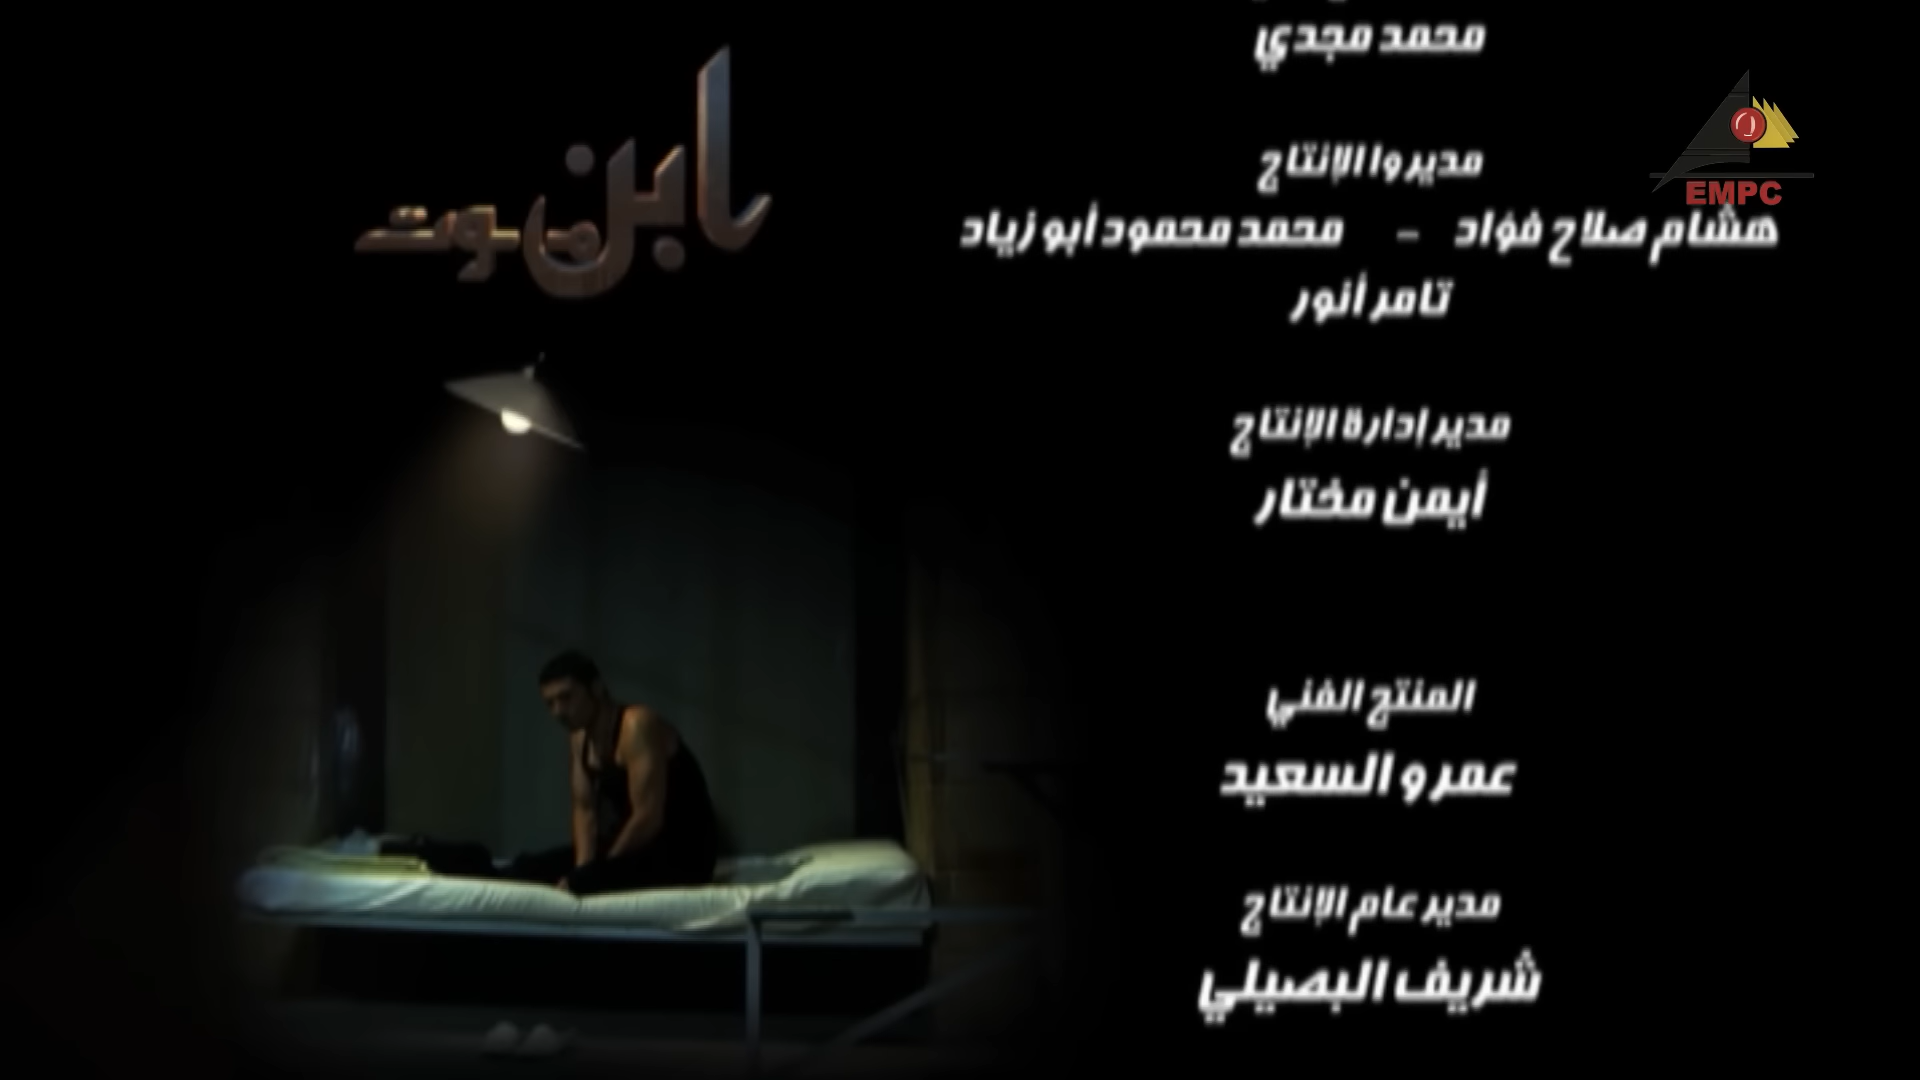 ابن موت
محمد مجدي
EMPC
مديروا الإنتاج
هشام صلاح فؤاد - محمد محمود أبو زياد
تامر أنور
مدير إدارة الإنتاج
أيمن مختار
المنتج الفني
عمرو السعيد
مدير عام الإنتاج
شريف البصيلي